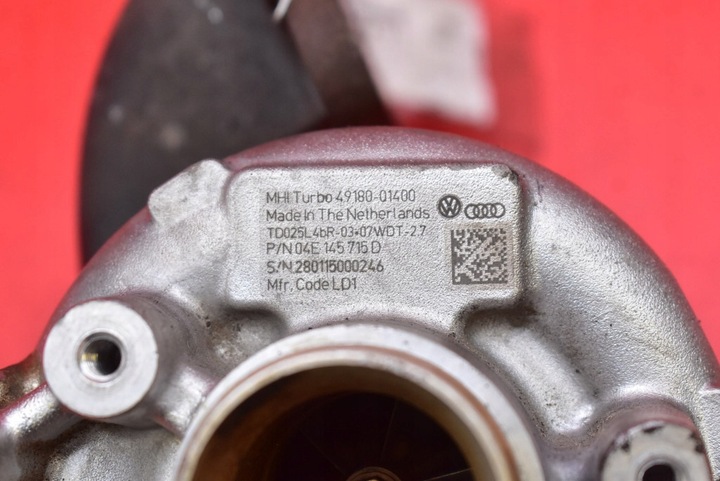 MHI Turbo 49180-01400
Made In The Netherlands
TD025L4bR-03·07WDT-2.7
P/N 04E 145 715 D
S/N 280115000246
Mfr. Code LD1